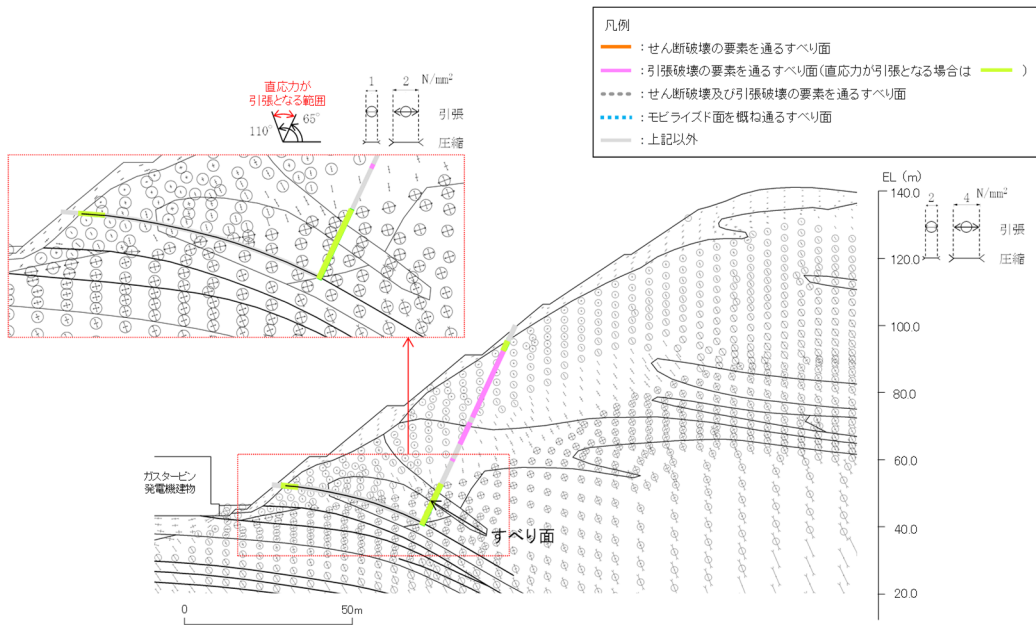 凡例
：せん断破壊の要素を通るすべり面
：引張破壊の要素を通るすべり面(直応力が引張となる場合は　　)
：せん断破壊及び引張破壊の要素を通るすべり面
：モビライズド面を概ね通るすべり面
：上記以外
直応力が
引張となる範囲
110°
65°
1 2 N/mm²
引張
圧縮
EL (m)
140.0
120.0
100.0
80.0
60.0
40.0
20.0
2 4 N/mm²
引張
圧縮
ガスタービン
発電機建物
すべり面
0 50m